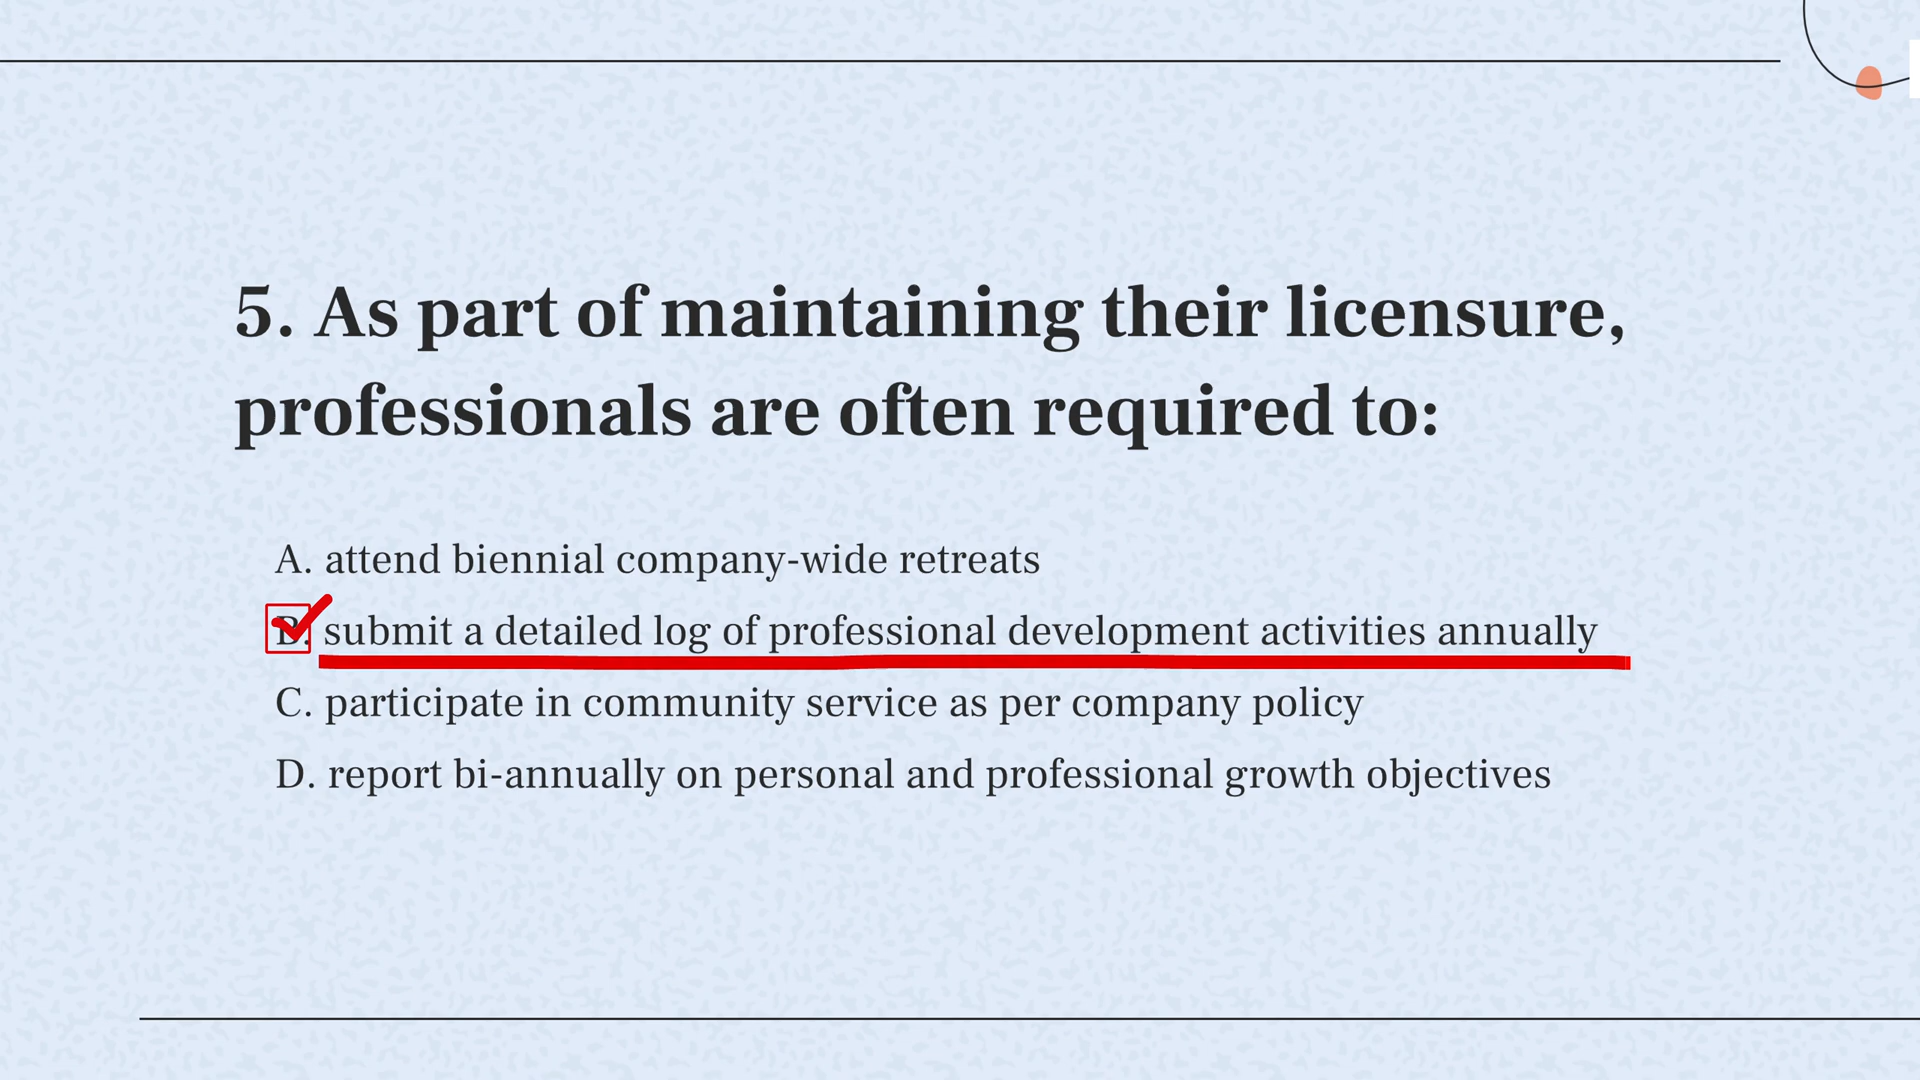 5. As part of maintaining their licensure,
professionals are often required to:
A. attend biennial company-wide retreats
B. submit a detailed log of professional development activities annually
C. participate in community service as per company policy
D. report bi-annually on personal and professional growth objectives